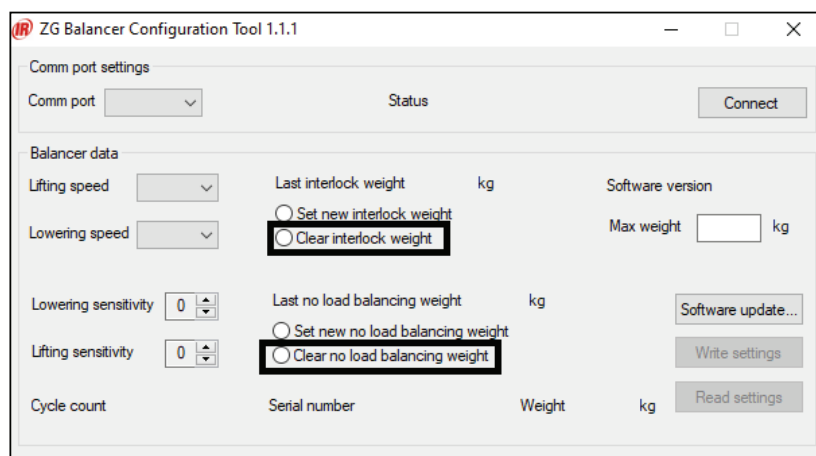 IR ZG Balancer Configuration Tool 1.1.1
Comm port settings
Comm port Status Connect
Balancer data
Lifting speed Last interlock weight kg Software version
Set new interlock weight
Lowering speed Clear interlock weight Max weight kg
Lowering sensitivity 0 Last no load balancing weight kg Software update...
Set new no load balancing weight
Lifting sensitivity 0 Clear no load balancing weight Write settings
Cycle count Serial number Weight kg Read settings